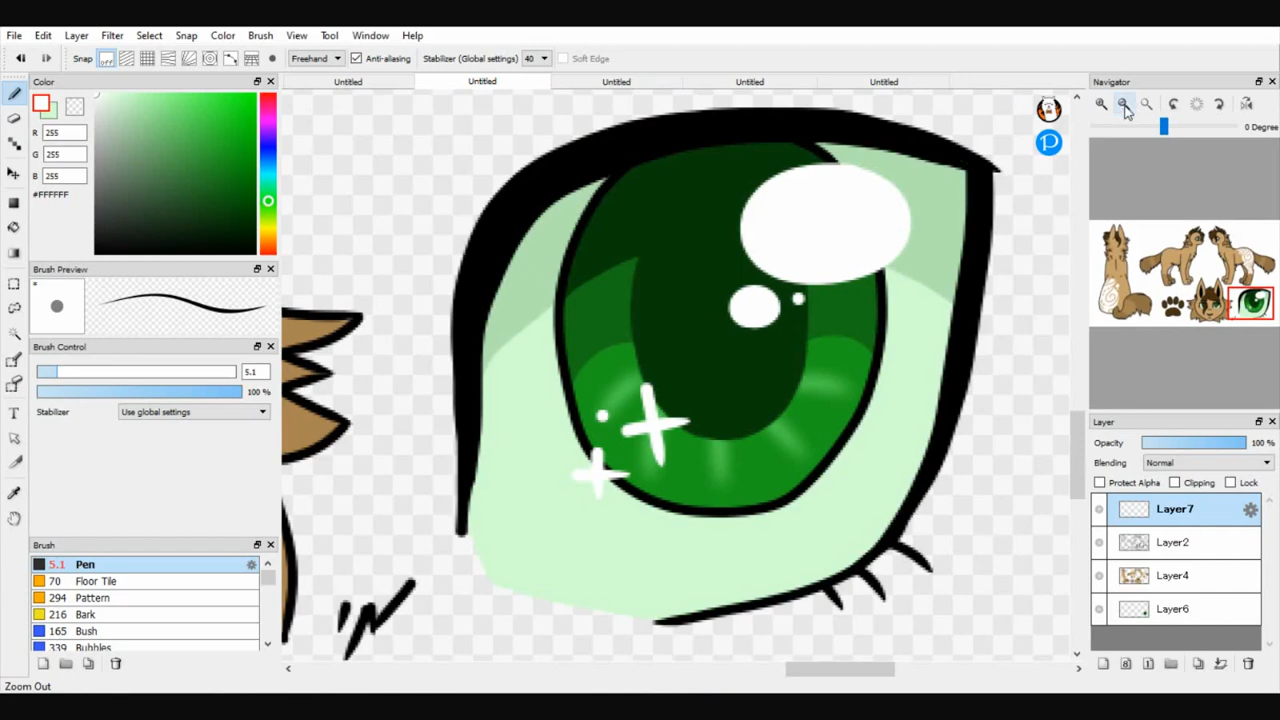 File Edit Layer Filter Select Snap Color Brush View Tool Window Help
Snap off Freehand Anti-aliasing Stabilizer (Global settings) 40 Soft Edge
Color Untitled Untitled Untitled Untitled Untitled Navigator
R 255
G 255
B 255
#FFFFFF
0 Degree
Brush Preview
*
Brush Control
5.1
100 %
Stabilizer Use global settings
Layer
Opacity 100 %
Blending Normal
Protect Alpha Clipping Lock
Layer7
Layer2
Layer4
Layer6
Brush
5.1 Pen
70 Floor Tile
294 Pattern
216 Bark
165 Bush
339 Bubbles
Zoom Out